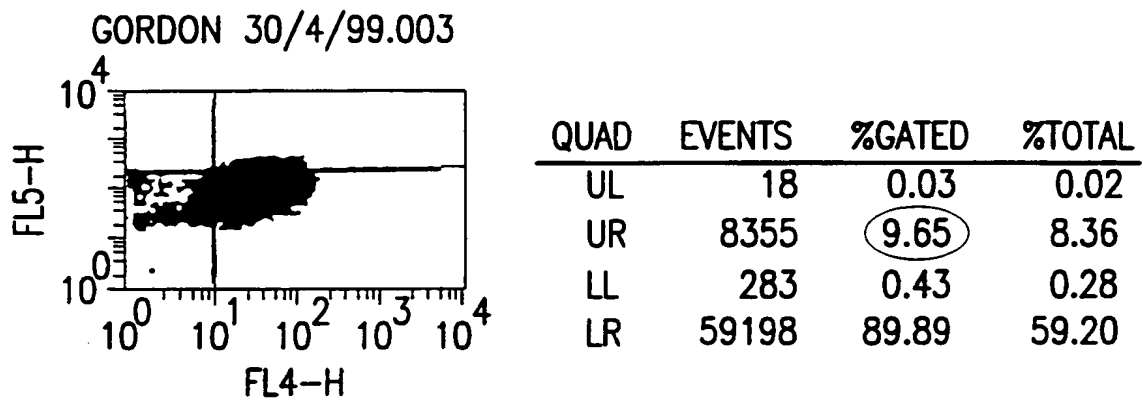 GORDON 30/4/99.003
10^4
FL5-H
10^0
10^0 10^1 10^2 10^3 10^4
FL4-H
QUAD EVENTS %GATED %TOTAL
UL 18 0.03 0.02
UR 8355 9.65 8.36
LL 283 0.43 0.28
LR 59198 89.89 59.20